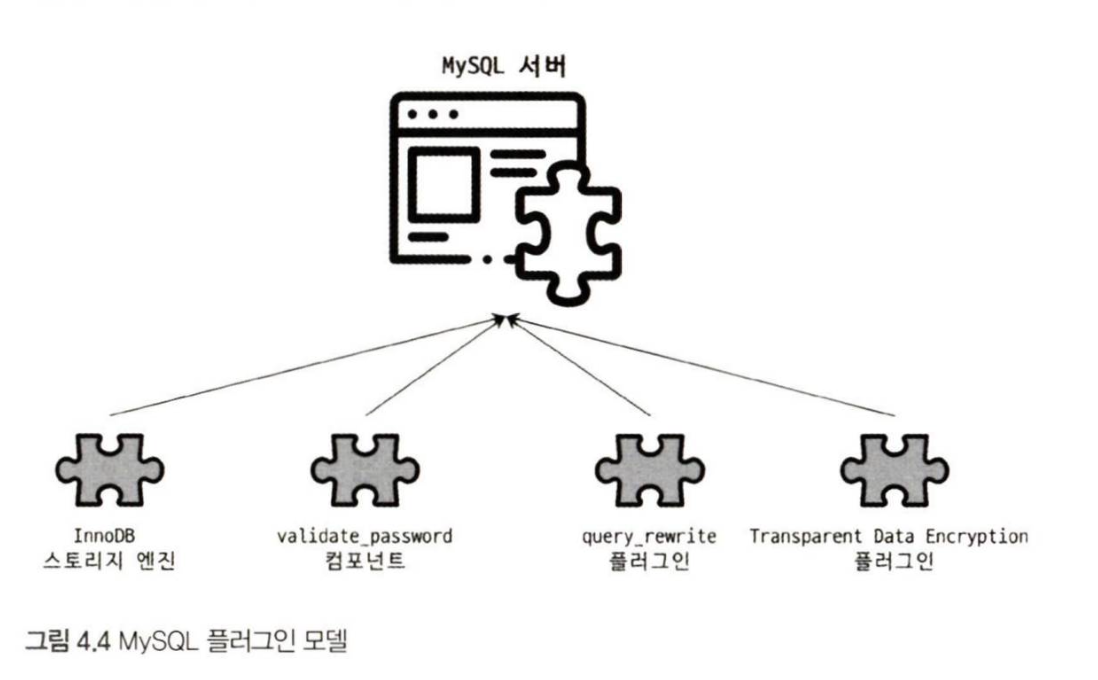 MySQL 서버
InnoDB
스토리지 엔진
validate_password
컴포넌트
query_rewrite
플러그인
Transparent Data Encryption
플러그인
그림 4.4 MySQL 플러그인 모델